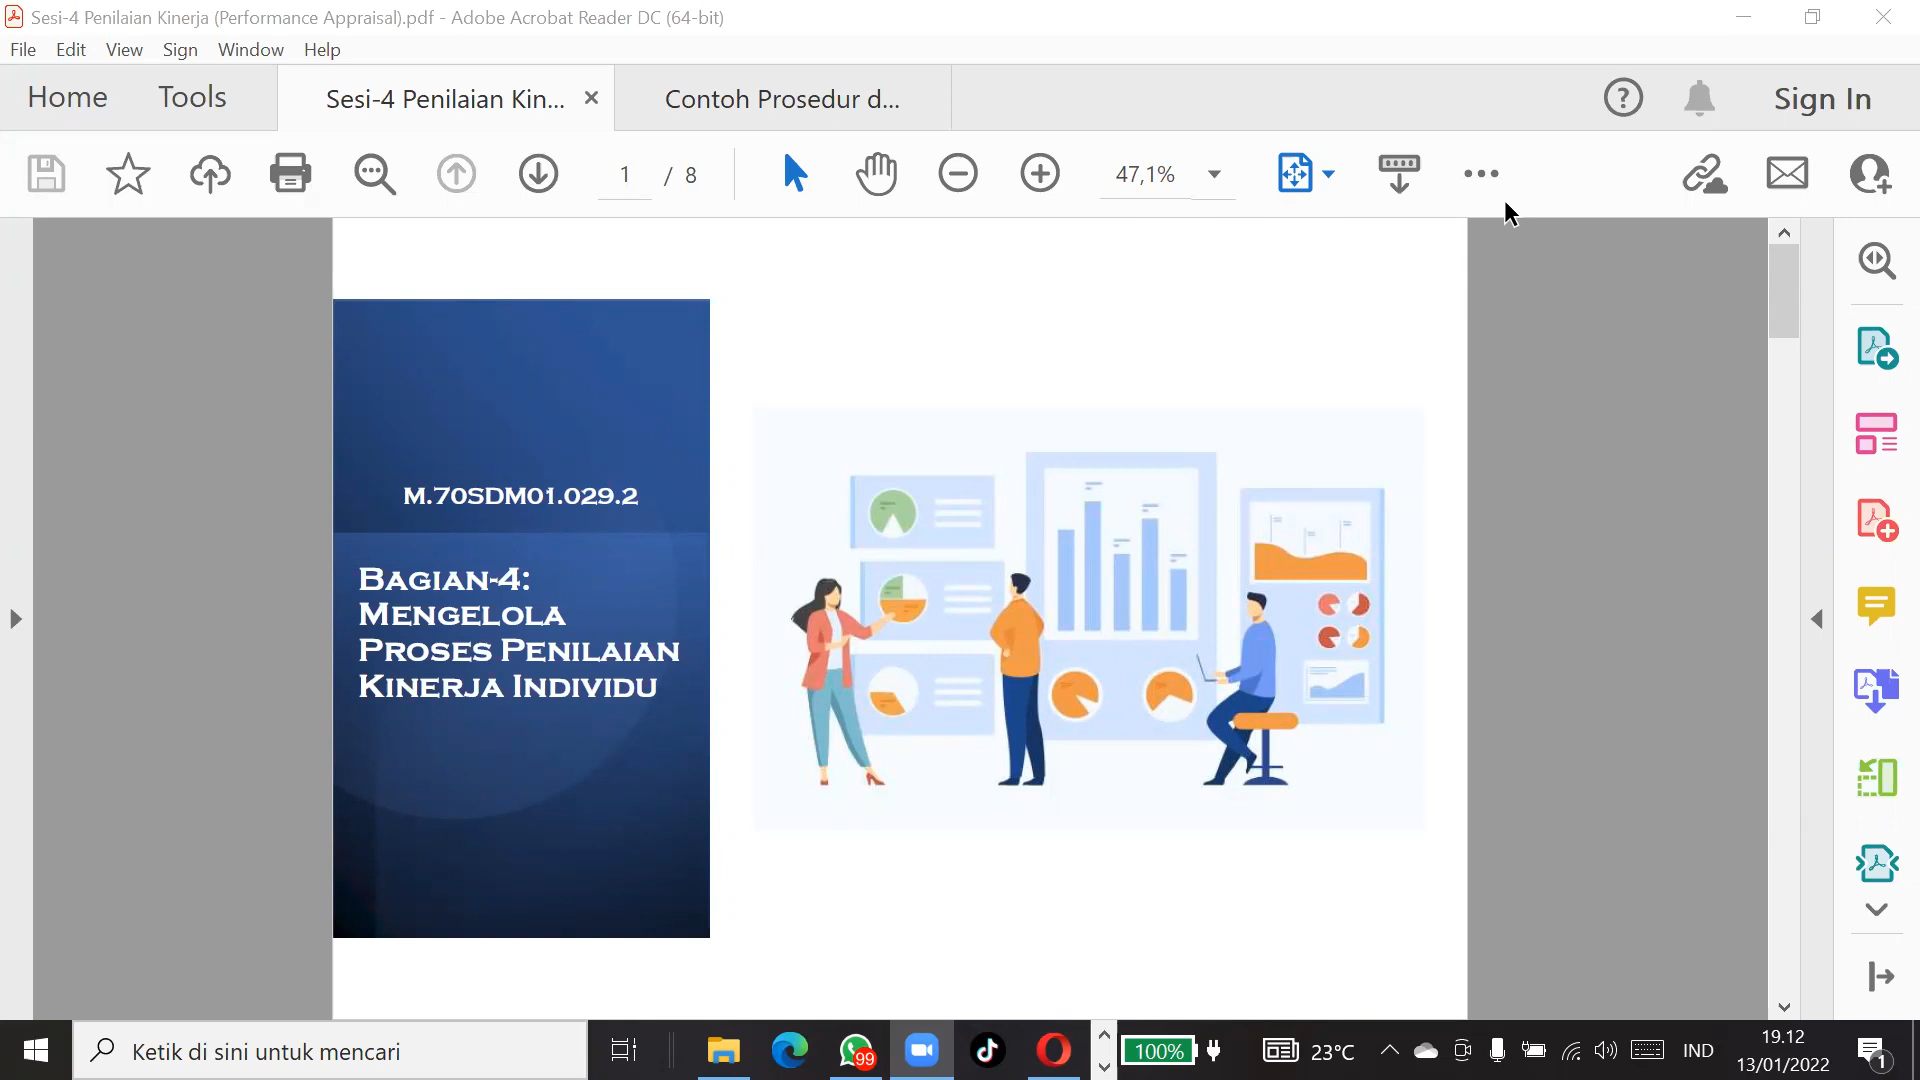 Sesi-4 Penilaian Kinerja (Performance Appraisal).pdf - Adobe Acrobat Reader DC (64-bit)
File Edit View Sign Window Help
Home Tools Sesi-4 Penilaian Kin... Contoh Prosedur d... Sign In
1 / 8 47,1%
M.70SDM01.029.2
BAGIAN-4:
MENGELOLA
PROSES PENILAIAN
KINERJA INDIVIDU
Ketik di sini untuk mencari
99
100%
23°C
IND
19.12
13/01/2022
1